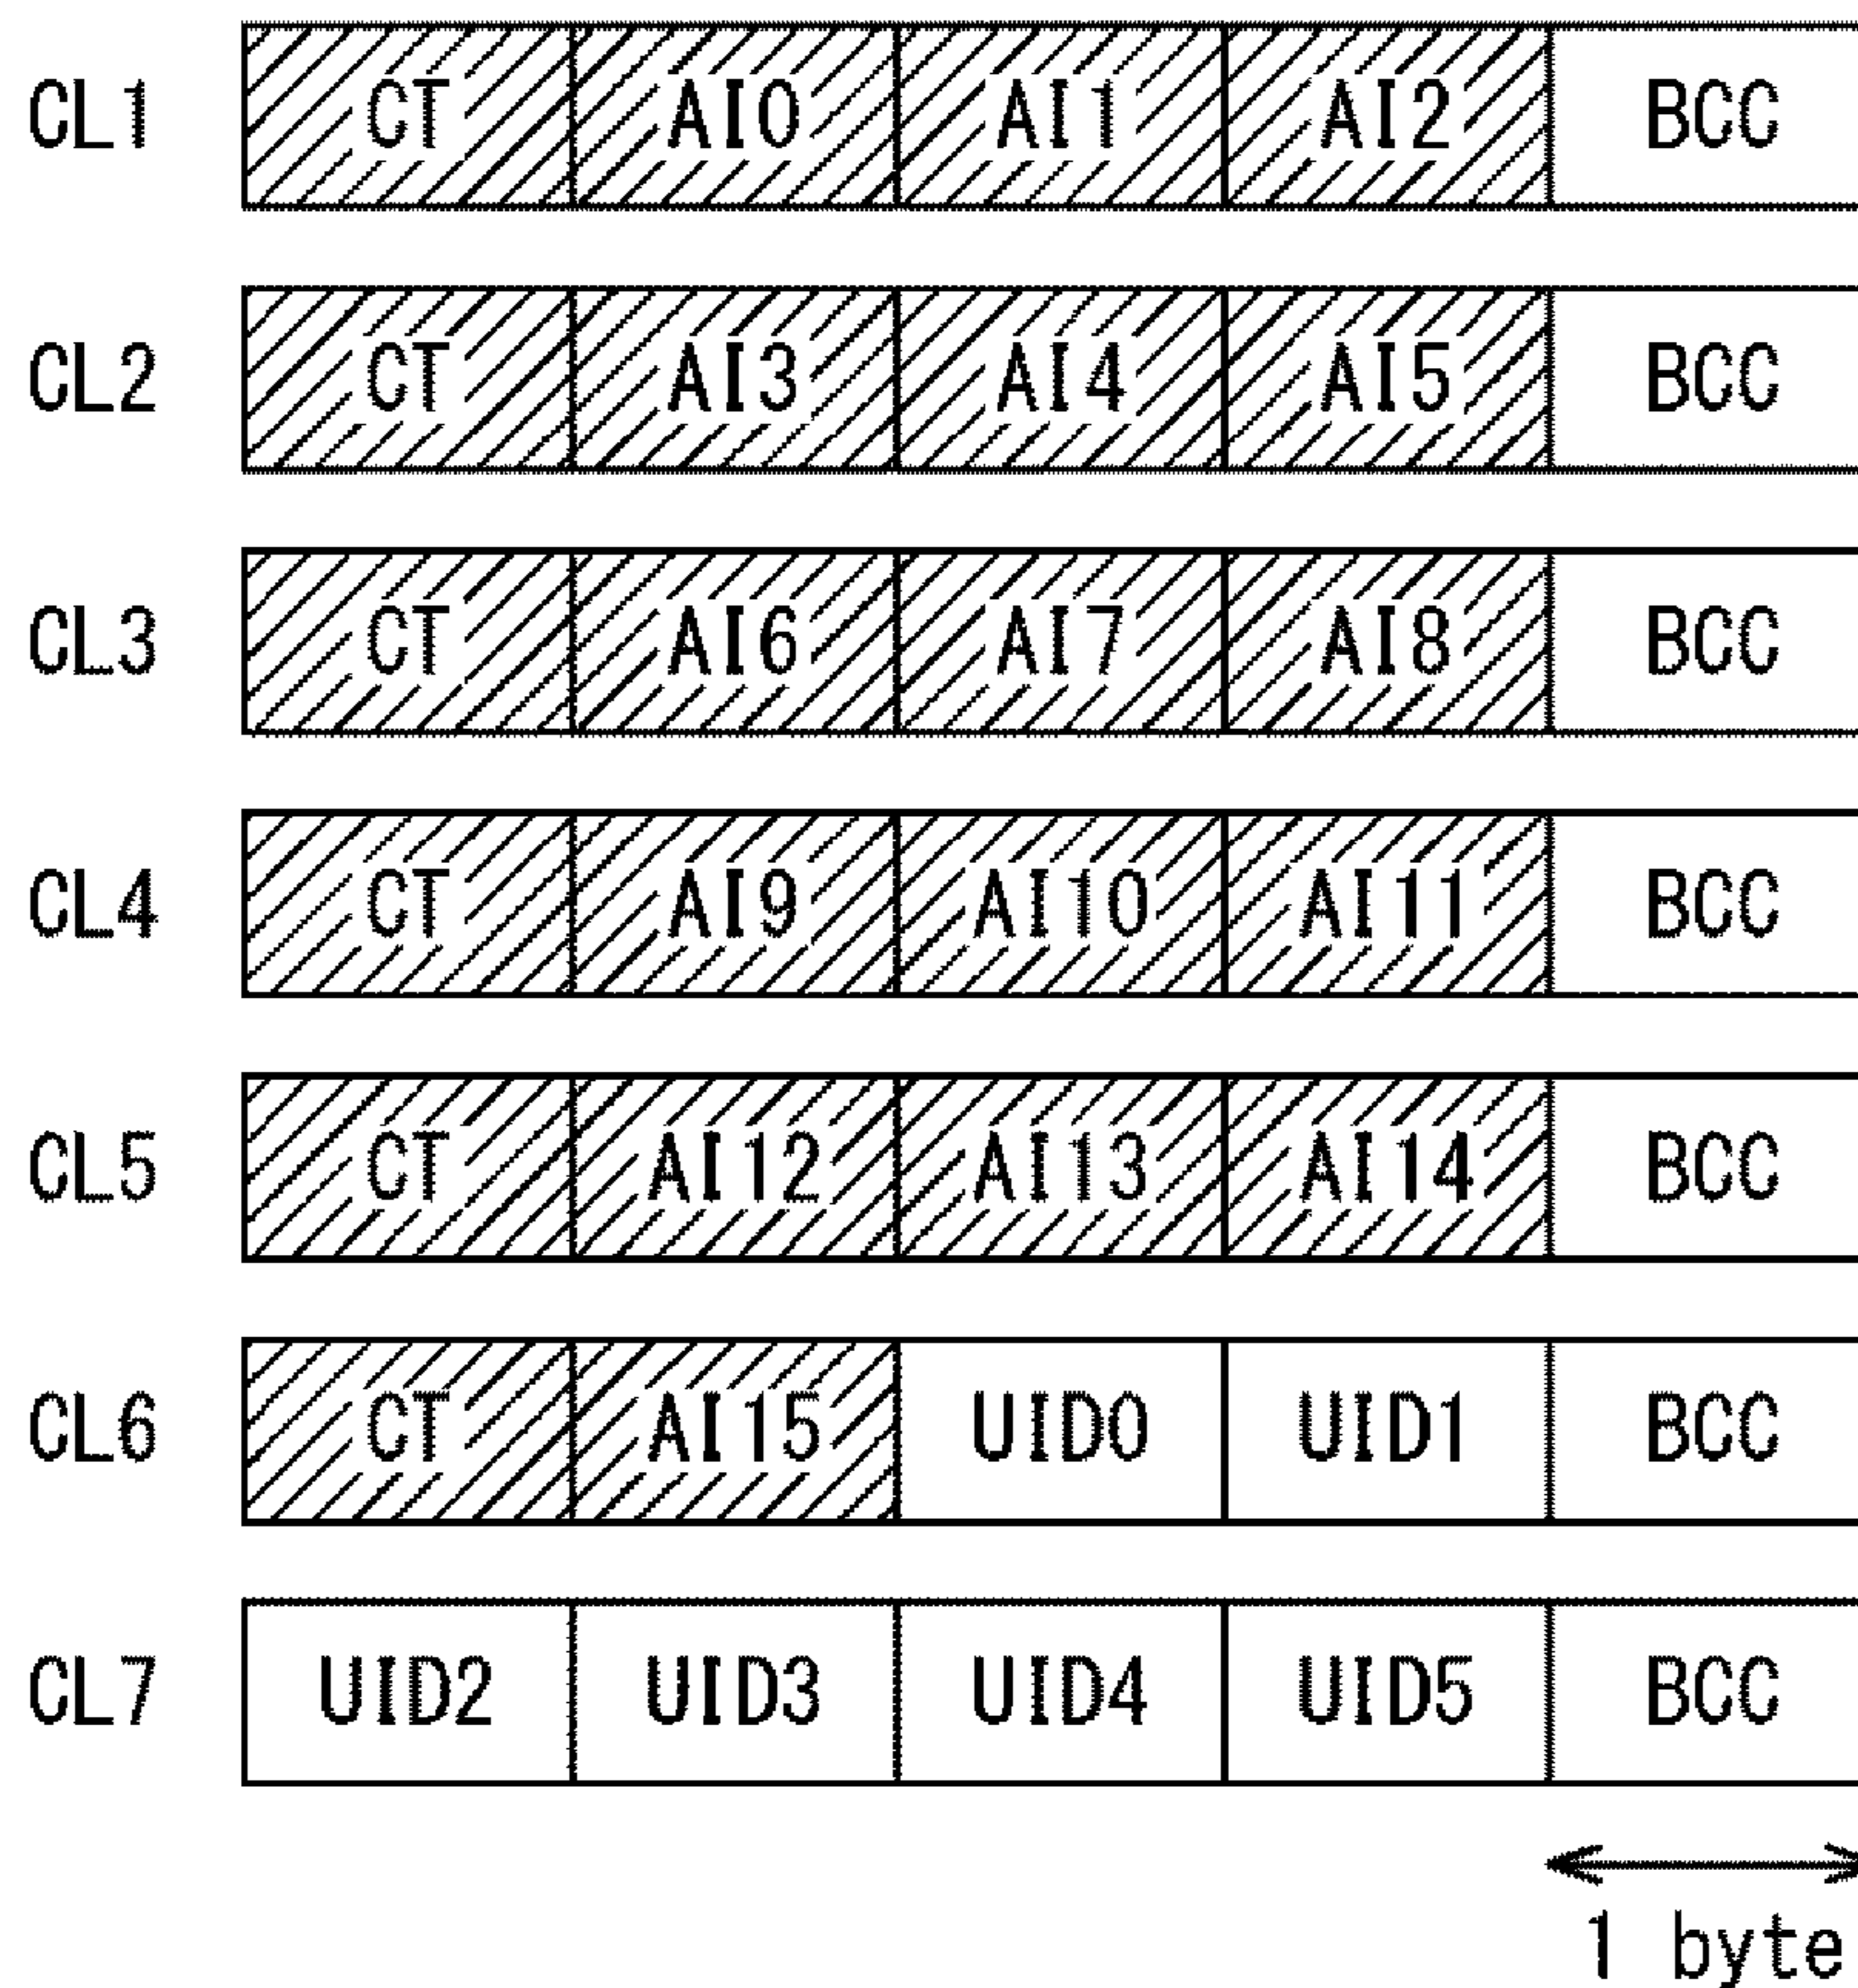 CL1 CT AI0 AI1 AI2 BCC
CL2 CT AI3 AI4 AI5 BCC
CL3 CT AI6 AI7 AI8 BCC
CL4 CT AI9 AI10 AI11 BCC
CL5 CT AI12 AI13 AI14 BCC
CL6 CT AI15 UID0 UID1 BCC
CL7 UID2 UID3 UID4 UID5 BCC
1 byte